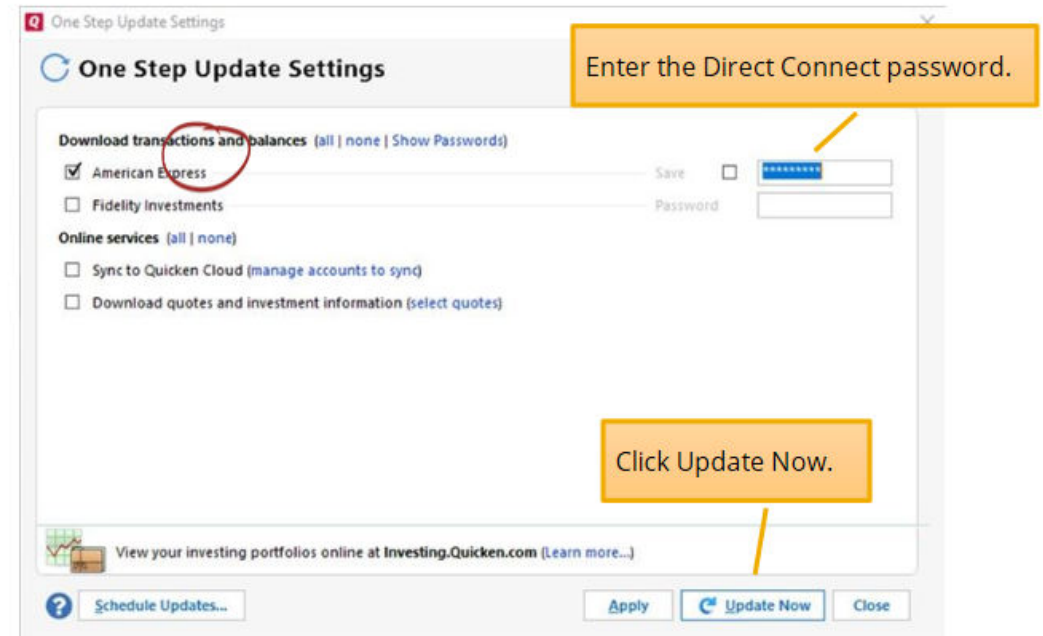 One Step Update Settings
One Step Update Settings
Enter the Direct Connect password.
Download transactions and balances (all | none | Show Passwords)
American Express Save *********
Fidelity Investments Password
Online services (all | none)
Sync to Quicken Cloud (manage accounts to sync)
Download quotes and investment information (select quotes)
Click Update Now.
View your investing portfolios online at Investing.Quicken.com (Learn more...)
? Schedule Updates... Apply Update Now Close